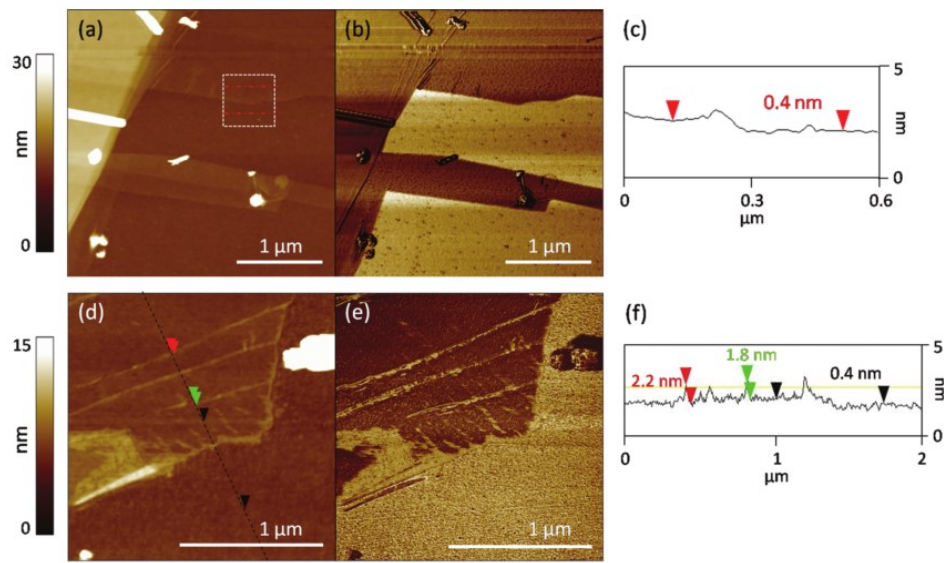 (a)
(b)
(c)
30
nm
0
1 μm
1 μm
0.4 nm
5
nm
0
0
0.3
0.6
μm
(d)
(e)
(f)
15
nm
0
1 μm
1 μm
1.8 nm
2.2 nm
0.4 nm
5
nm
0
0
1
2
μm